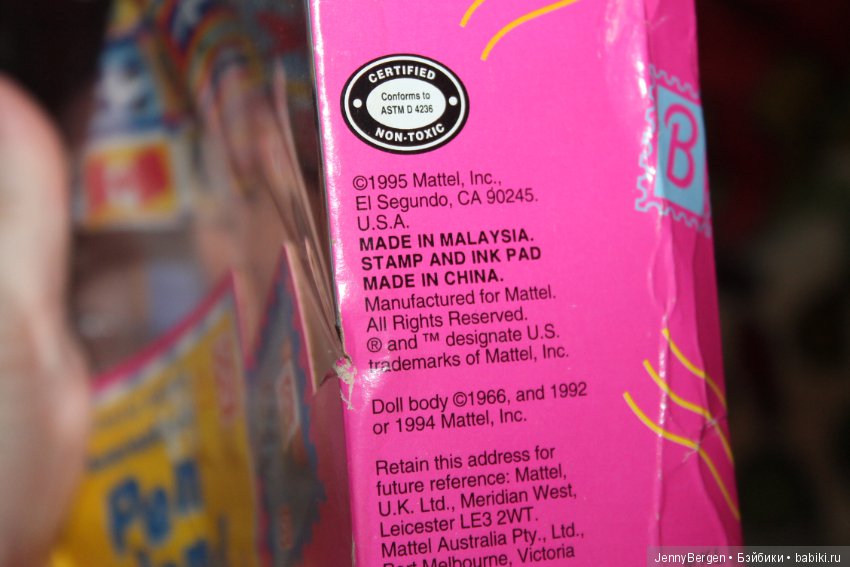 CERTIFIED
Conforms to
ASTM D 4236
NON-TOXIC
B
©1995 Mattel, Inc.,
El Segundo, CA 90245.
U.S.A.
MADE IN MALAYSIA.
STAMP AND INK PAD
MADE IN CHINA.
Manufactured for Mattel.
All Rights Reserved.
® and ™ designate U.S.
trademarks of Mattel, Inc.
Doll body ©1966, and 1992
or 1994 Mattel, Inc.
Retain this address for
future reference: Mattel,
U.K. Ltd., Meridian West,
Leicester LE3 2WT.
Mattel Australia Pty., Ltd.,
Port Melbourne, Victoria
JennyBergen • Бэйбики • babiki.ru